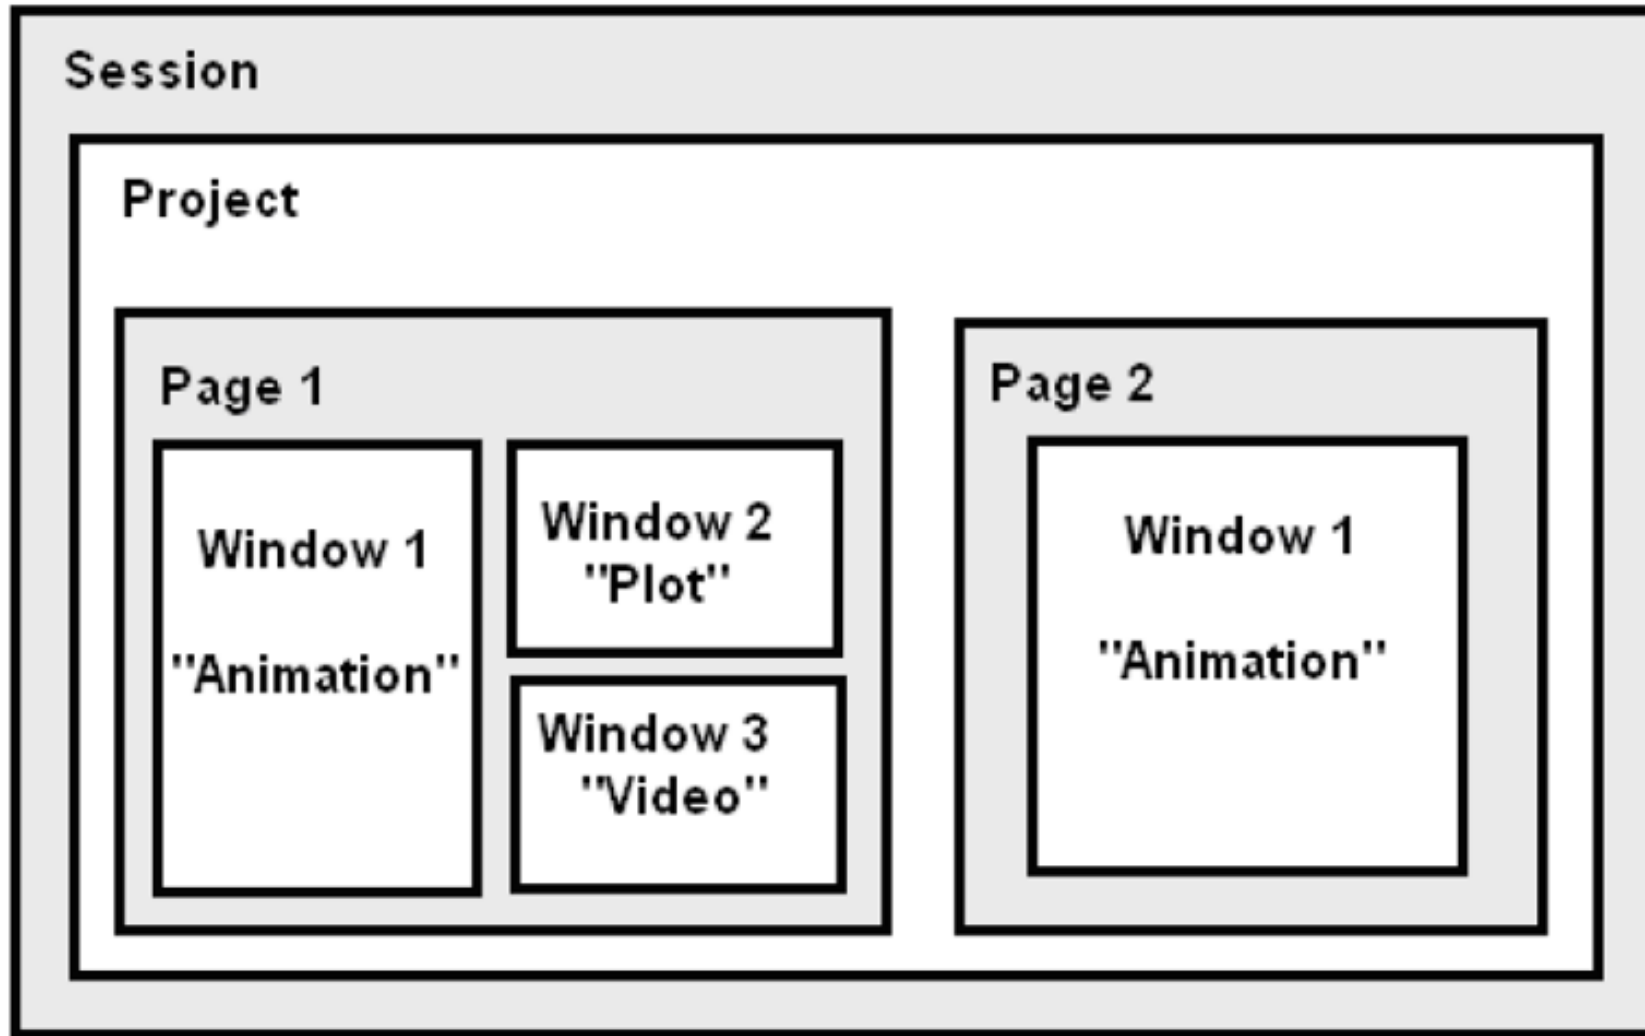 Session
Project
Page 1
Window 1
"Animation"
Window 2
"Plot"
Window 3
"Video"
Page 2
Window 1
"Animation"